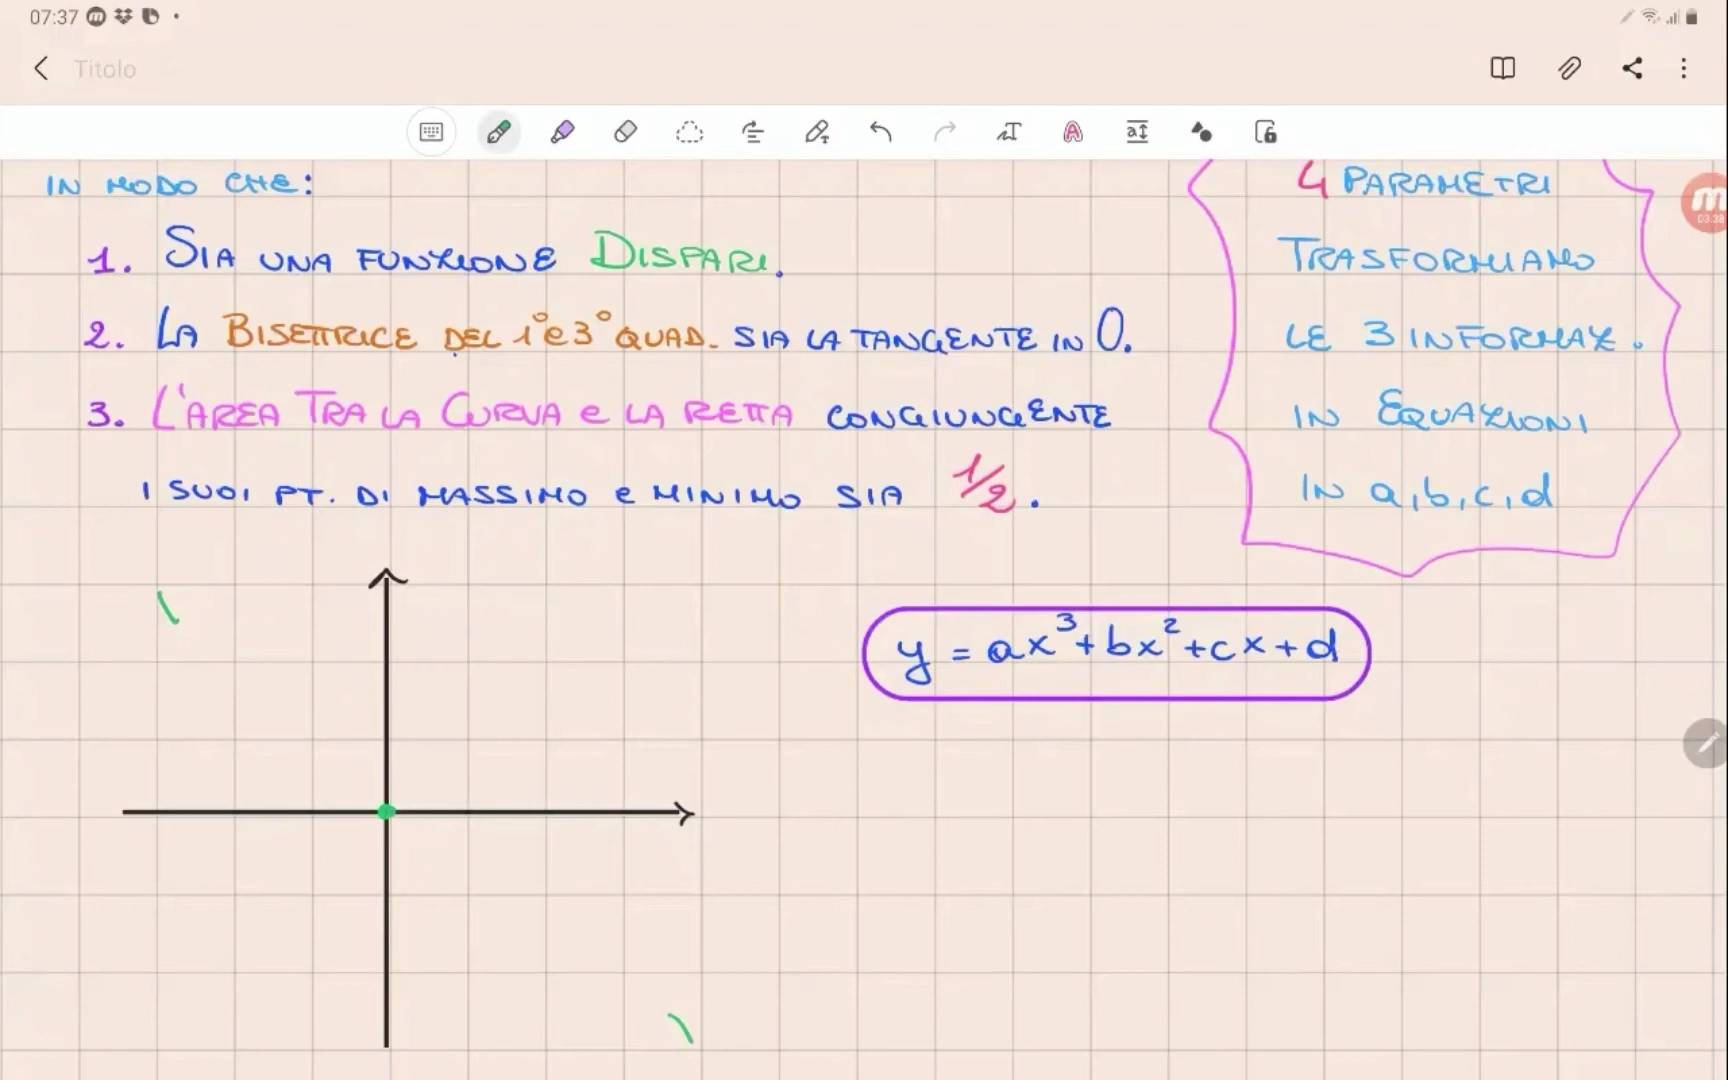 07:37
Titolo
03:38
IN MODO CHE:
1. SIA UNA FUNZIONE DISPARI.
2. LA BISETTRICE DEL 1° e 3° QUAD. SIA LA TANGENTE IN O.
3. L'AREA TRA LA CURVA e LA RETTA CONGIUNGENTE
I SUOI PT. DI MASSIMO e MINIMO SIA 1/2.
4 PARAMETRI
TRASFORMIAMO
LE 3 INFORMAZ.
IN EQUAZIONI
IN a,b,c,d
y = ax³+bx²+cx+d